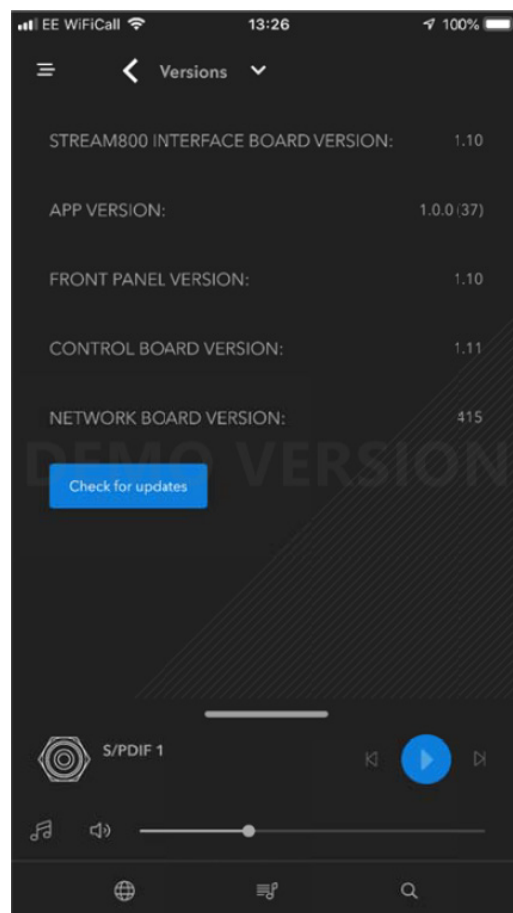 EE WiFiCall 13:26 100%
Versions
STREAM800 INTERFACE BOARD VERSION: 1.10
APP VERSION: 1.0.0 (37)
FRONT PANEL VERSION: 1.10
CONTROL BOARD VERSION: 1.11
NETWORK BOARD VERSION: 415
DEMO VERSION
Check for updates
S/PDIF 1